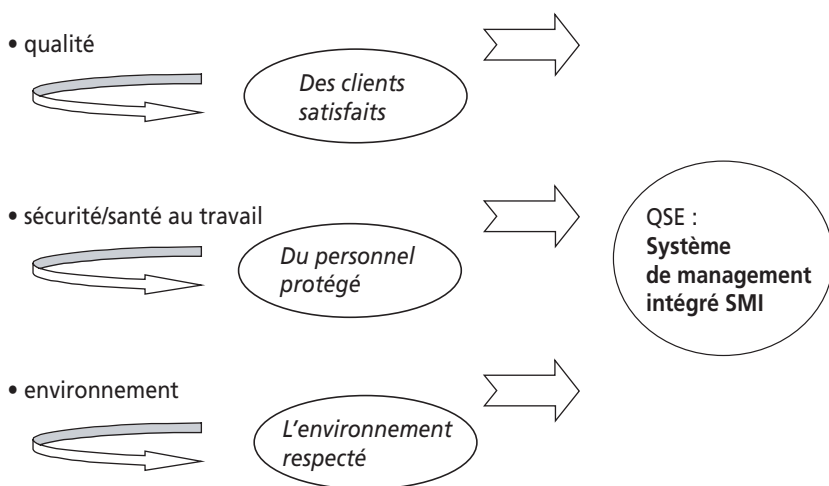 • qualité
Des clients
satisfaits
• sécurité/santé au travail
Du personnel
protégé
QSE :
Système
de management
intégré SMI
• environnement
L’environnement
respecté